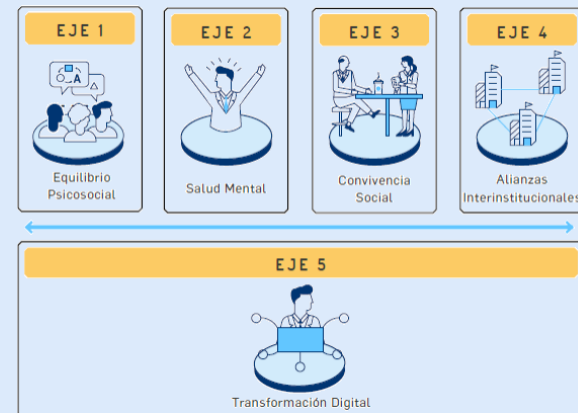 EJE 1
Equilibrio
Psicosocial
EJE 2
Salud Mental
EJE 3
Convivencia
Social
EJE 4
Alianzas
Interinstitucionales
EJE 5
Transformación Digital